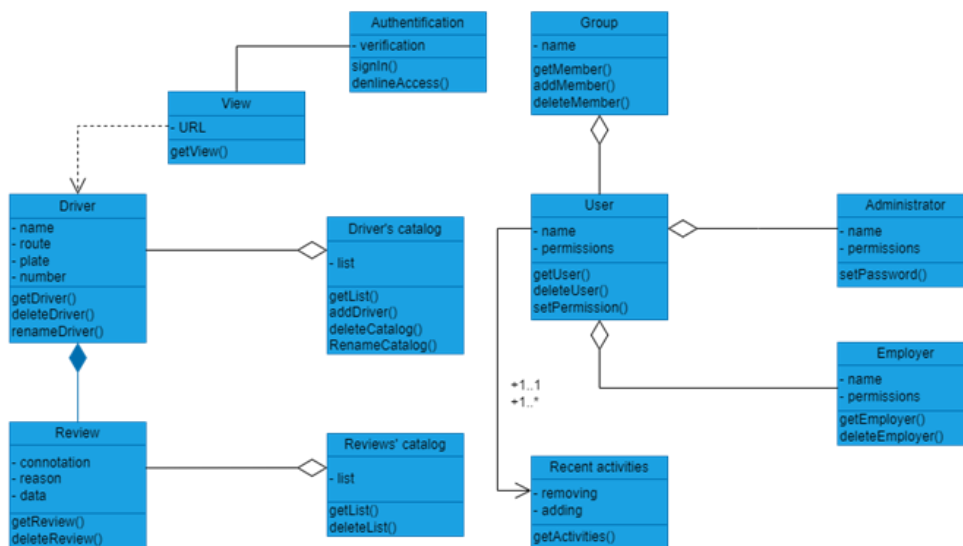 Authentification
- verification
signIn()
denlineAccess()
Group
- name
getMember()
addMember()
deleteMember()
View
- URL
getView()
Driver
- name
- route
- plate
- number
getDriver()
deleteDriver()
renameDriver()
Driver's catalog
- list
getList()
addDriver()
deleteCatalog()
RenameCatalog()
User
- name
- permissions
getUser()
deleteUser()
setPermission()
Administrator
- name
- permissions
setPassword()
Employer
- name
- permissions
getEmployer()
deleteEmployer()
+1..1
+1..*
Review
- connotation
- reason
- data
getReview()
deleteReview()
Reviews' catalog
- list
getList()
deleteList()
Recent activities
- removing
- adding
getActivities()